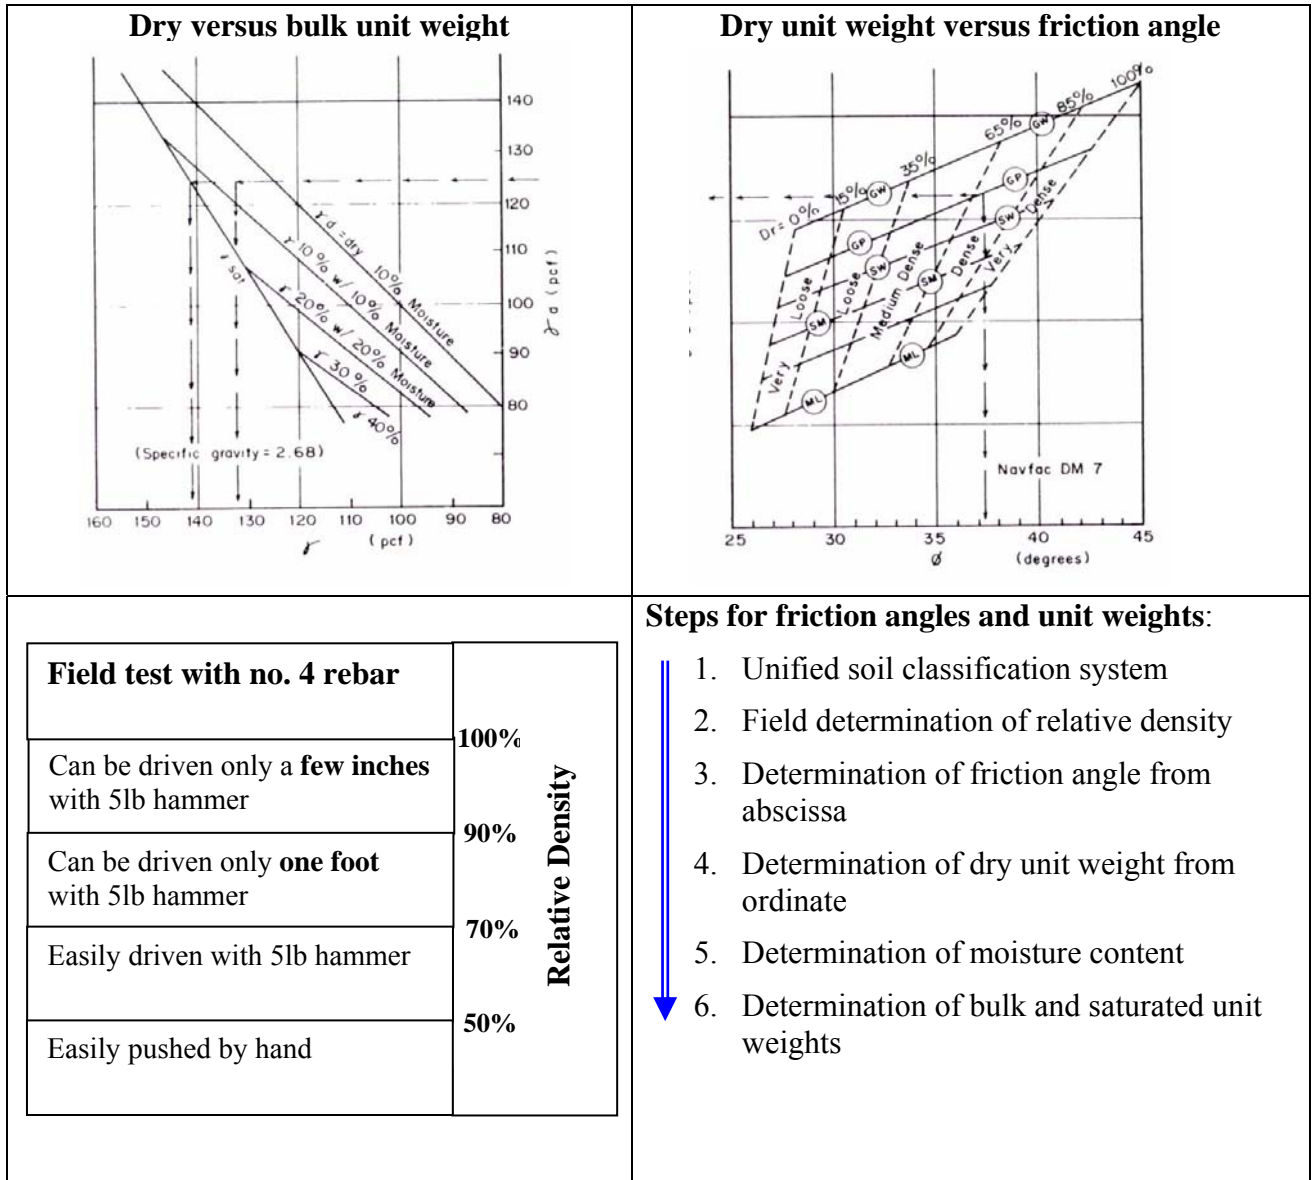 Dry versus bulk unit weight
140
130
120
110
100
90
80
γ d (pcf)
γ d = dry 10% Moisture
γ 10% w/ 10% Moisture
γ 20% w/ 20% Moisture
γ 30%
γ 40%
γ sat
(Specific gravity = 2.68)
160 150 140 130 120 110 100 90 80
γ (pcf)
Dry unit weight versus friction angle
Dr = 0% 15% 35% 65% 85% 100%
GW GW
GP GP
SW SW
SM SM
ML ML
Very Loose
Loose
Medium Dense
Dense
Very Dense
Navfac DM 7
25 30 35 40 45
Ø (degrees)
Field test with no. 4 rebar
100%
Can be driven only a few inches
with 5lb hammer
90%
Can be driven only one foot
with 5lb hammer
70%
Easily driven with 5lb hammer
50%
Easily pushed by hand
Relative Density
Steps for friction angles and unit weights:
1. Unified soil classification system
2. Field determination of relative density
3. Determination of friction angle from
abscissa
4. Determination of dry unit weight from
ordinate
5. Determination of moisture content
6. Determination of bulk and saturated unit
weights